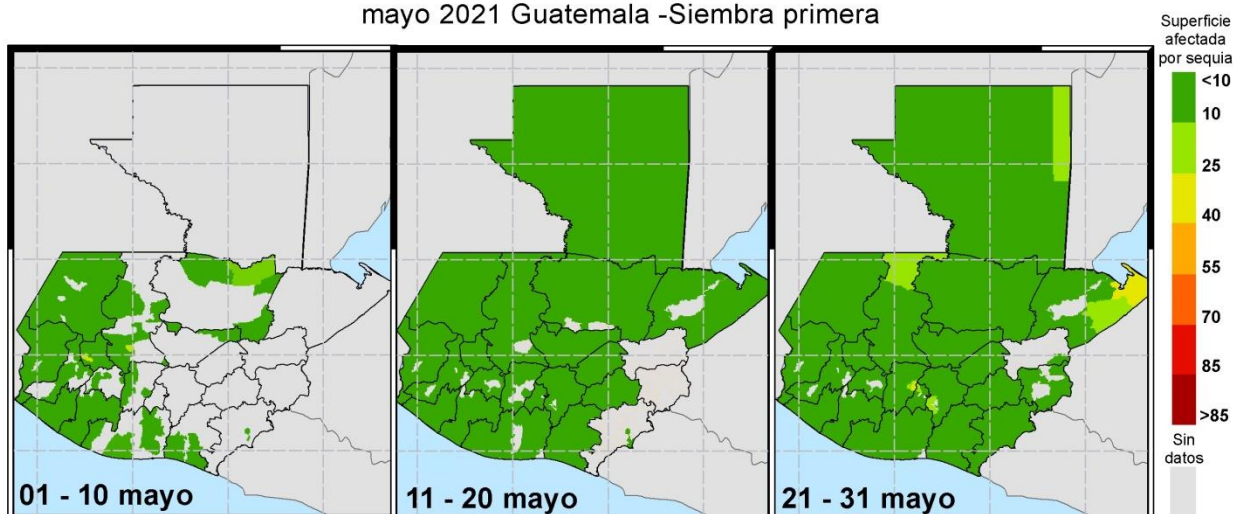 mayo 2021 Guatemala -Siembra primera
Superficie
afectada
por sequia
<10
10
25
40
55
70
85
>85
Sin
datos
01 - 10 mayo
11 - 20 mayo
21 - 31 mayo